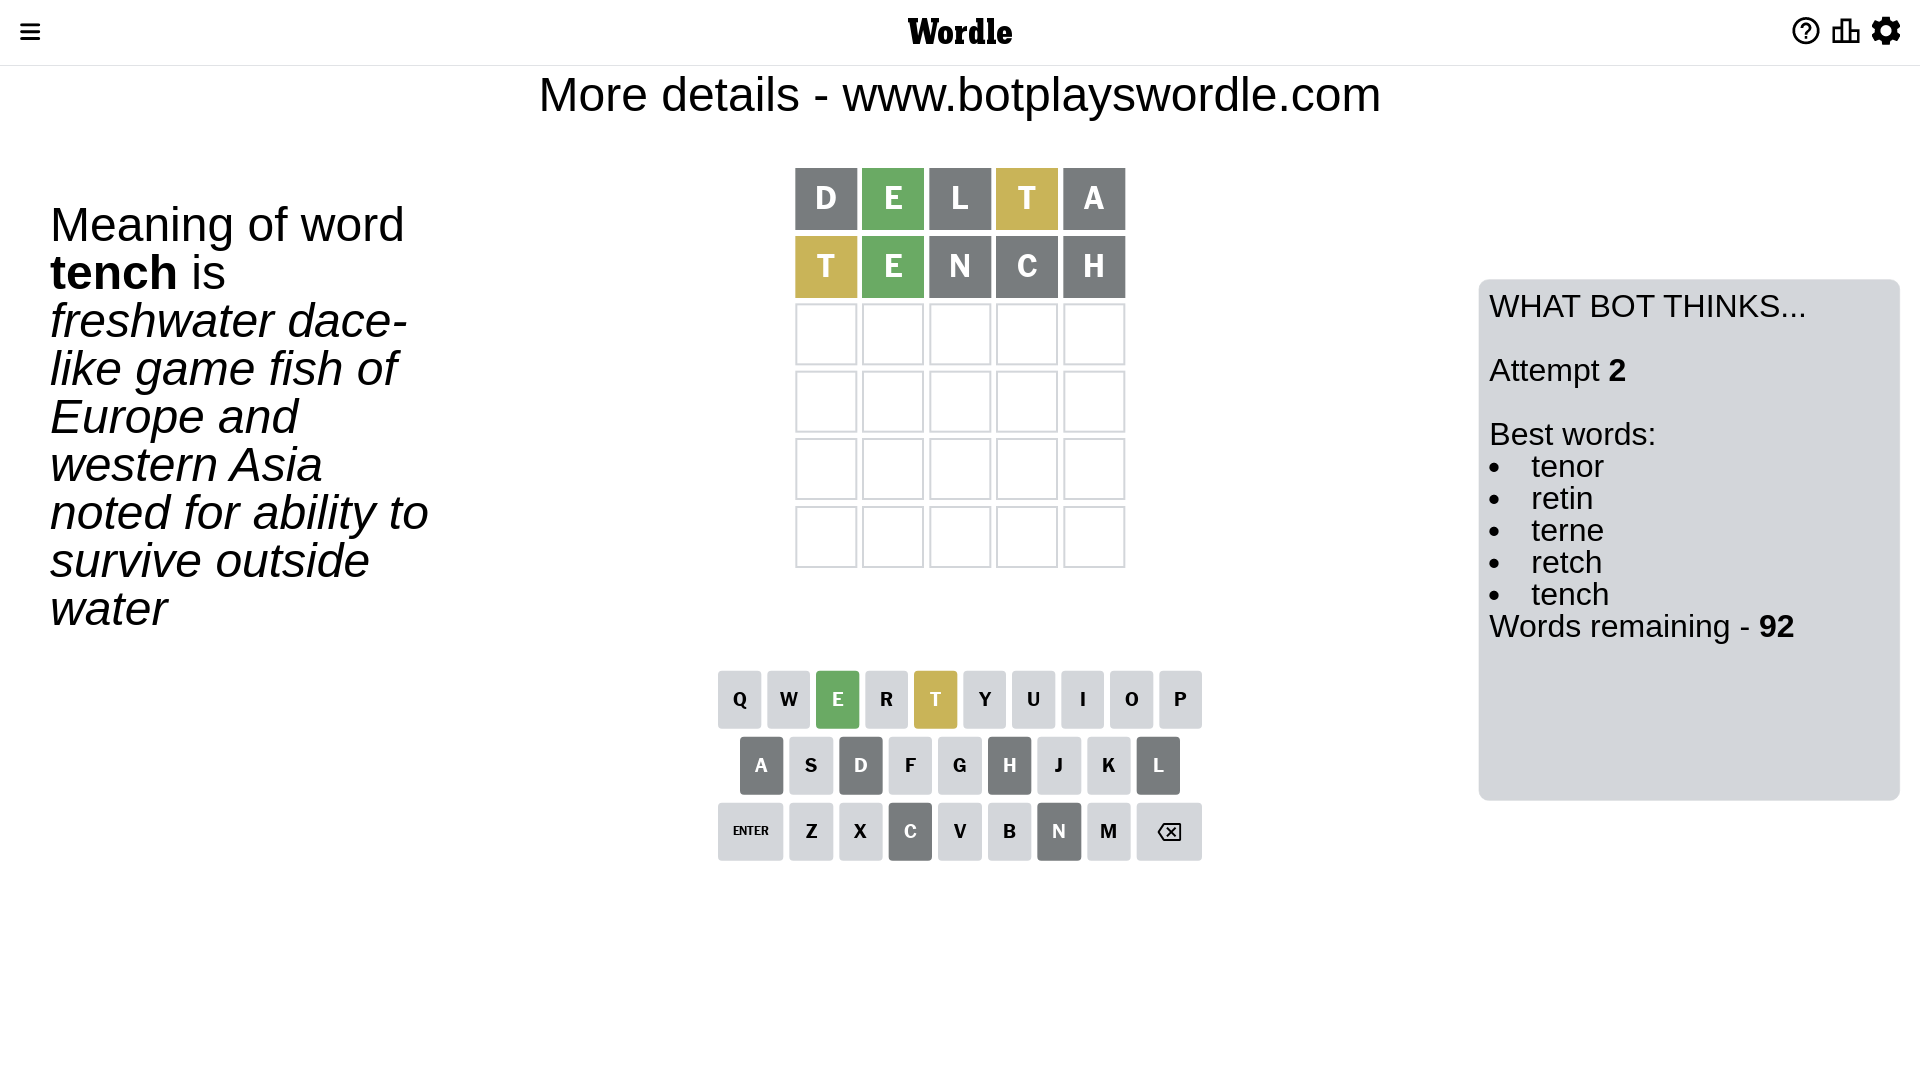 Wordle
More details - www.botplayswordle.com
Meaning of word
tench is
freshwater dace-
like game fish of
Europe and
western Asia
noted for ability to
survive outside
water
D E L T A
T E N C H
WHAT BOT THINKS...
Attempt 2
Best words:
• tenor
• retin
• terne
• retch
• tench
Words remaining - 92
Q W E R T Y U I O P
A S D F G H J K L
ENTER Z X C V B N M